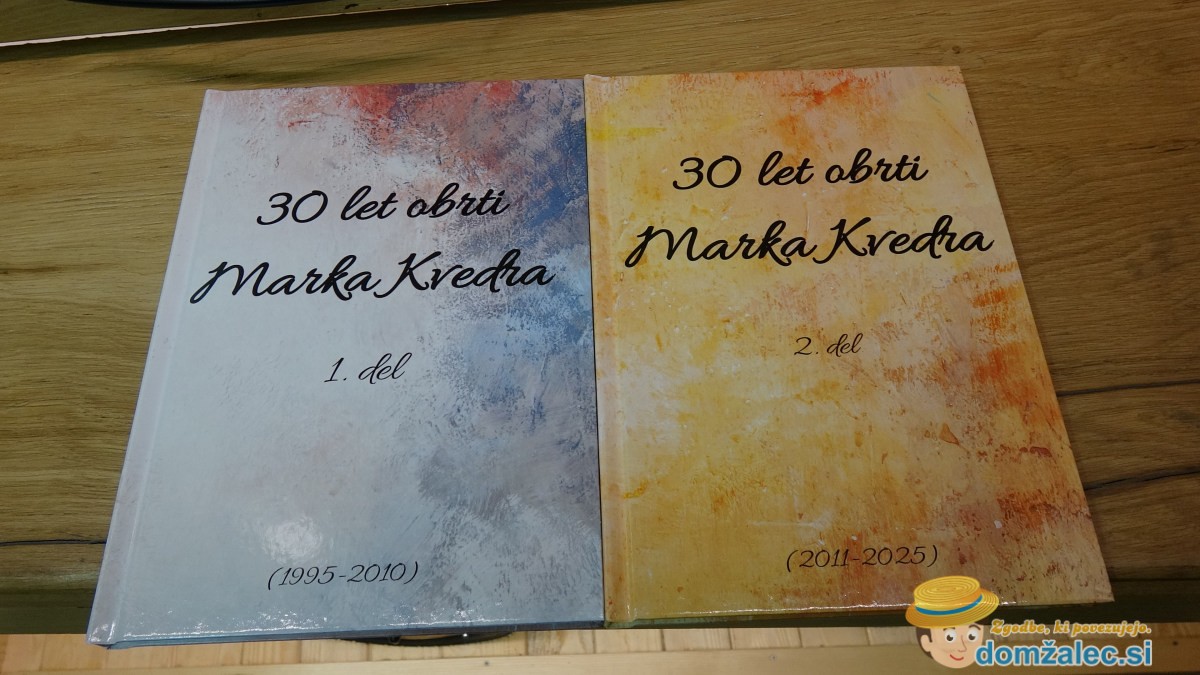 30 let obrti
Marka Kvedra
1. del
(1995-2010)
30 let obrti
Marka Kvedra
2. del
(2011-2025)
Zgodbe, ki povezujejo.
domžalec.si